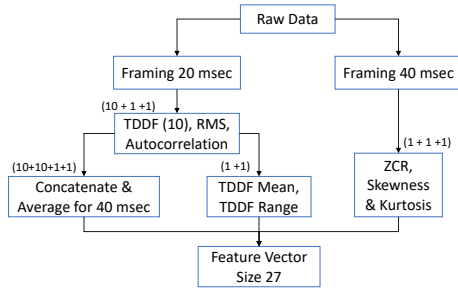 Raw Data
Framing 20 msec
Framing 40 msec
(10 + 1 +1)
TDDF (10), RMS,
Autocorrelation
(1 + 1 +1)
(10+10+1+1)
(1 +1)
ZCR,
Skewness
& Kurtosis
Concatenate &
Average for 40 msec
TDDF Mean,
TDDF Range
Feature Vector
Size 27